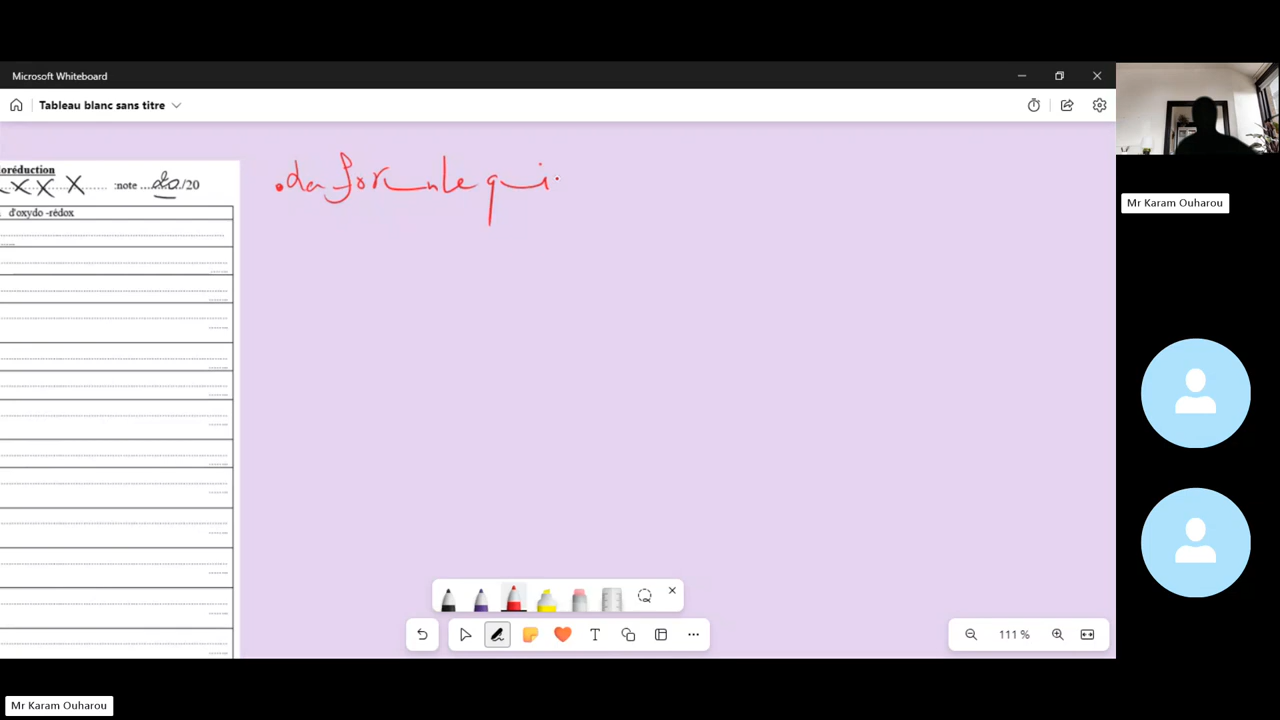 Microsoft Whiteboard
Tableau blanc sans titre
oréduction
X X X X :note 20/20
d'oxydo -rédox
. La formule qui
111 %
Mr Karam Ouharou
Mr Karam Ouharou